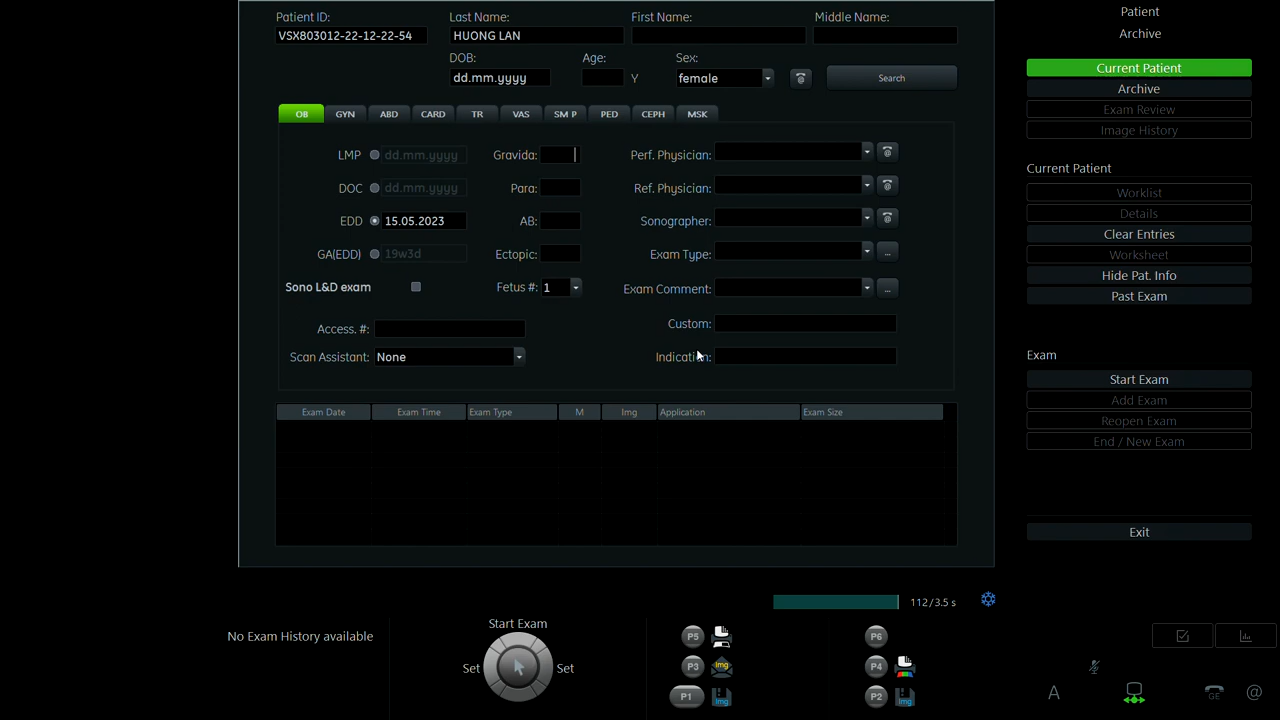 Patient ID: Last Name: First Name: Middle Name:
VSX803012-22-12-22-54 HUONG LAN
DOB: Age: Sex:
dd.mm.yyyy Y female Search
OB GYN ABD CARD TR VAS SM P PED CEPH MSK
LMP dd.mm.yyyy Gravida: Perf. Physician:
DOC dd.mm.yyyy Para: Ref. Physician:
EDD 15.05.2023 AB: Sonographer:
GA(EDD) 19w3d Ectopic: Exam Type: ...
Sono L&D exam Fetus #: 1 Exam Comment: ...
Access. #: Custom:
Scan Assistant: None Indication:
Exam Date Exam Time Exam Type M Img Application Exam Size
112/3.5 s
No Exam History available
Start Exam
Set Set
P5 P6
P3 Img P4
P1 Img P2 Img
Patient
Archive
Current Patient
Archive
Exam Review
Image History
Current Patient
Worklist
Details
Clear Entries
Worksheet
Hide Pat. Info
Past Exam
Exam
Start Exam
Add Exam
Reopen Exam
End / New Exam
Exit
A GE @